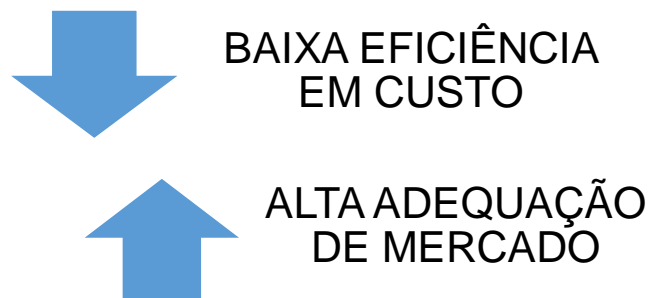 BAIXA EFICIÊNCIA
EM CUSTO
ALTA ADEQUAÇÃO
DE MERCADO